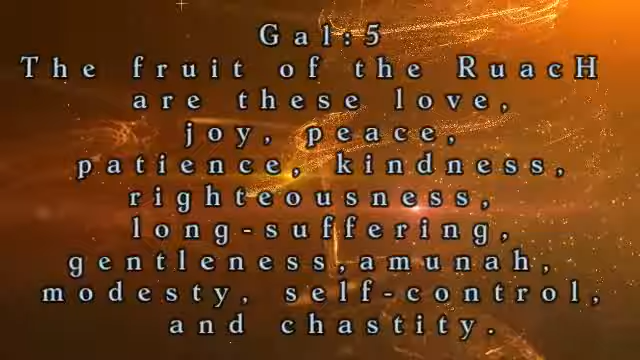 Gal:5
The fruit of the RuacH
are these love,
joy, peace,
patience, kindness,
righteousness,
long-suffering,
gentleness,amunah,
modesty, self-control,
and chastity.